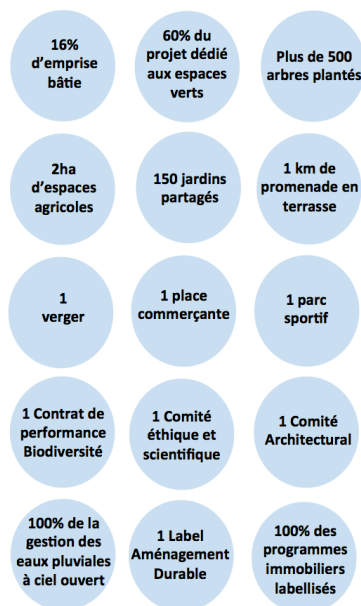 16%
d'emprise
bâtie
60% du
projet dédié
aux espaces
verts
Plus de 500
arbres plantés
2ha
d'espaces
agricoles
150 jardins
partagés
1 km de
promenade en
terrasse
1
verger
1 place
commerçante
1 parc
sportif
1 Contrat de
performance
Biodiversité
1 Comité
éthique et
scientifique
1 Comité
Architectural
100% de la
gestion des
eaux pluviales
à ciel ouvert
1 Label
Aménagement
Durable
100% des
programmes
immobiliers
labellisés